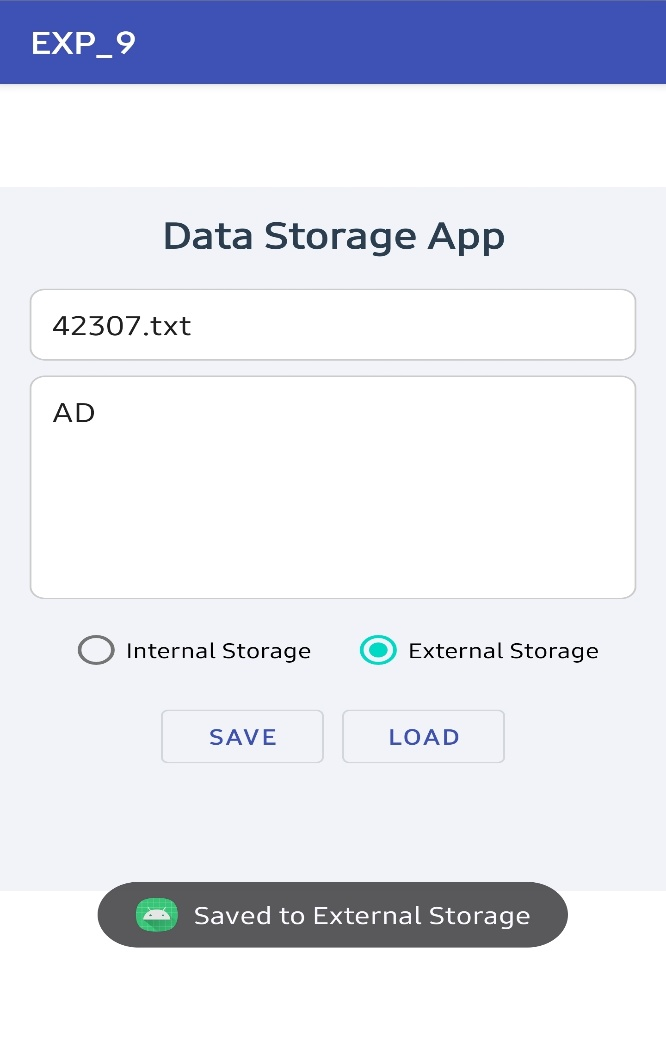 EXP_9
Data Storage App
42307.txt
AD
Internal Storage External Storage
SAVE LOAD
Saved to External Storage